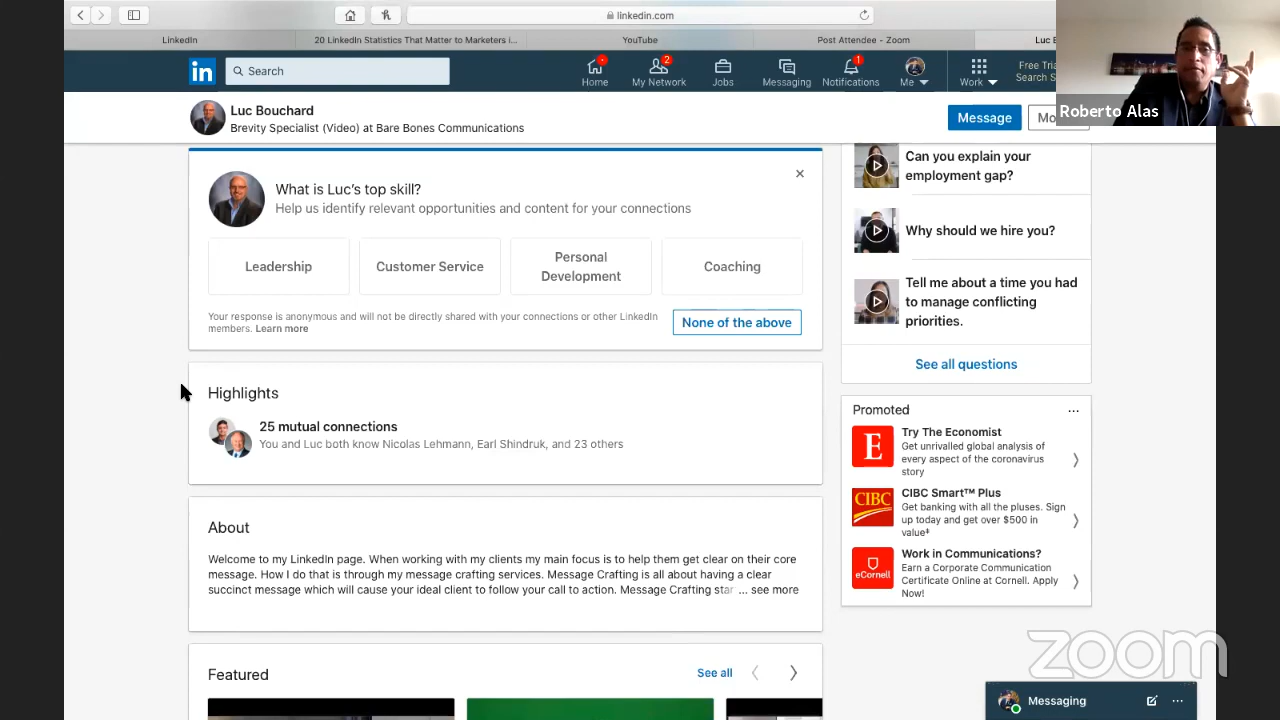 linkedin.com
LinkedIn
20 LinkedIn Statistics That Matter to Marketers i...
YouTube
Post Attendee - Zoom
Luc B
in
Search
Home
2
My Network
Jobs
Messaging
1
Notifications
Me
Work
Free Tria
Search S
Roberto Alas
Luc Bouchard
Brevity Specialist (Video) at Bare Bones Communications
Message
Mo
What is Luc's top skill?
Help us identify relevant opportunities and content for your connections
Leadership
Customer Service
Personal
Development
Coaching
Your response is anonymous and will not be directly shared with your connections or other LinkedIn
members. Learn more
None of the above
Highlights
25 mutual connections
You and Luc both know Nicolas Lehmann, Earl Shindruk, and 23 others
About
Welcome to my LinkedIn page. When working with my clients my main focus is to help them get clear on their core
message. How I do that is through my message crafting services. Message Crafting is all about having a clear
succinct message which will cause your ideal client to follow your call to action. Message Crafting star ... see more
Featured
See all
Can you explain your
employment gap?
Why should we hire you?
Tell me about a time you had
to manage conflicting
priorities.
See all questions
Promoted
...
E
Try The Economist
Get unrivalled global analysis of
every aspect of the coronavirus
story
CIBC
CIBC Smart™ Plus
Get banking with all the pluses. Sign
up today and get over $500 in
value‡
eCornell
Work in Communications?
Earn a Corporate Communication
Certificate Online at Cornell. Apply
Now!
zoom
Messaging
...